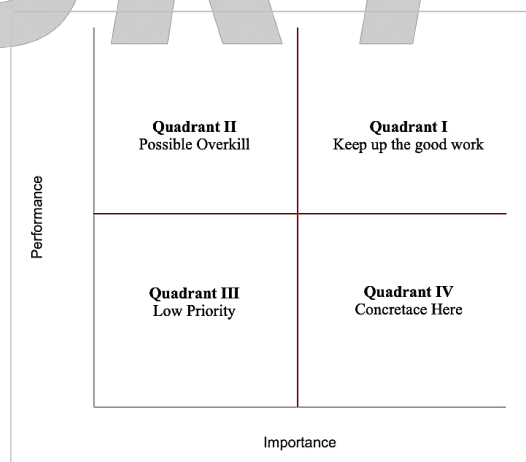 Quadrant II
Possible Overkill
Quadrant I
Keep up the good work
Performance
Quadrant III
Low Priority
Quadrant IV
Concretace Here
Importance